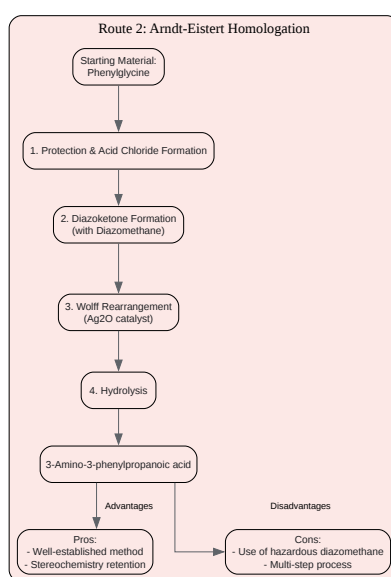 Route 2: Arndt-Eistert Homologation
Starting Material:
Phenylglycine
1. Protection & Acid Chloride Formation
2. Diazoketone Formation
(with Diazomethane)
3. Wolff Rearrangement
(Ag2O catalyst)
4. Hydrolysis
3-Amino-3-phenylpropanoic acid
Advantages
Disadvantages
Pros:
- Well-established method
- Stereochemistry retention
Cons:
- Use of hazardous diazomethane
- Multi-step process